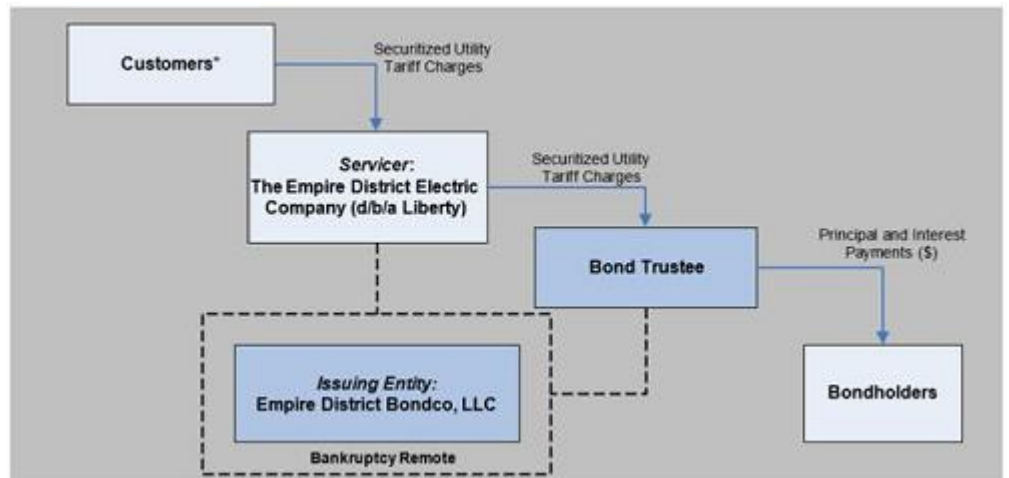 Customers*
Securitized Utility
Tariff Charges
Servicer:
The Empire District Electric
Company (d/b/a Liberty)
Securitized Utility
Tariff Charges
Bond Trustee
Principal and Interest
Payments ($)
Issuing Entity:
Empire District Bondco, LLC
Bankruptcy Remote
Bondholders